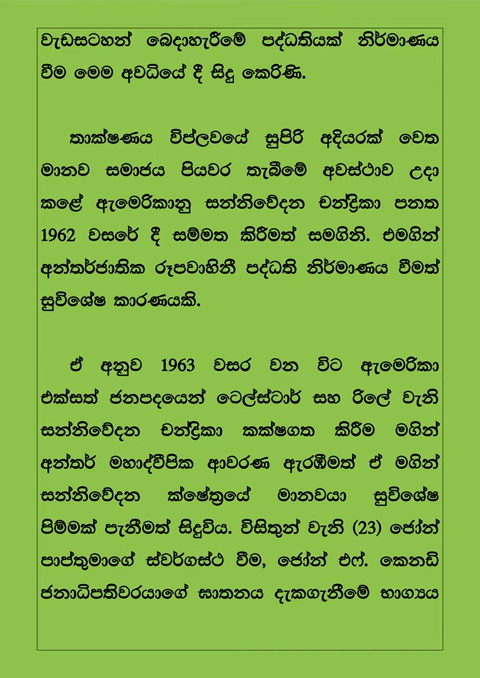 වැඩසටහන් බෙදාහැරීමේ පද්ධතියක් නිර්මාණය
වීම මෙම අවධියේ දී සිදු කෙරිණි.
තාක්ෂණය විප්ලවයේ සුපිරි අදියරක් වෙත
මානව සමාජය පියවර තැබීමේ අවස්ථාව උදා
කළේ ඇමෙරිකානු සන්නිවේදන චන්ද්‍රිකා පනත
1962 වසරේ දී සම්මත කිරීමත් සමගිනි. එමගින්
අන්තර්ජාතික රූපවාහිනී පද්ධති නිර්මාණය වීමත්
සුවිශේෂ කාරණයකි.
ඒ අනුව 1963 වසර වන විට ඇමෙරිකා
එක්සත් ජනපදයෙන් ටෙල්ස්ටාර් සහ රිලේ වැනි
සන්නිවේදන චන්ද්‍රිකා කක්ෂගත කිරීම මගින්
අන්තර් මහාද්වීපික ආවරණ ඇරඹීමත් ඒ මගින්
සන්නිවේදන ක්ෂේත්‍රයේ මානවයා සුවිශේෂ
පිම්මක් පැනීමත් සිදුවිය. විසිතුන් වැනි (23) ජෝන්
පාප්තුමාගේ ස්වර්ගස්ථ වීම, ජෝන් එෆ්. කෙනඩි
ජනාධිපතිවරයාගේ ඝාතනය දැකගැනීමේ භාග්‍යය